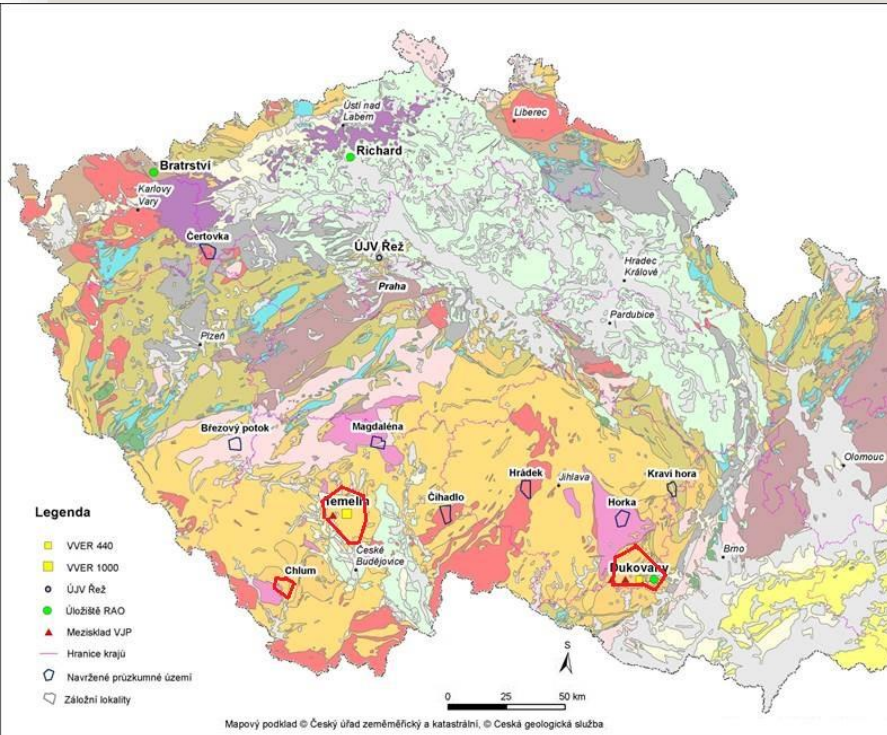 Liberec
Ústí nad
Labem
Richard
Bratrství
Karlovy
Vary
Čertovka
ÚJV Řež
Hradec
Králové
Praha
Pardubice
Plzeň
Březový potok
Magdaléna
Olomouc
Hrádek
Jihlava
Kraví hora
Temelín
Čihadlo
Horka
České
Budějovice
Brno
Chlum
Dukovany
Legenda
VVER 440
VVER 1000
ÚJV Řež
Úložiště RAO
Mezisklad VJP
Hranice krajů
Navržené průzkumné území
Záložní lokality
S
0 25 50 km
Mapový podklad © Český úřad zeměměřický a katastrální, © Česká geologická služba